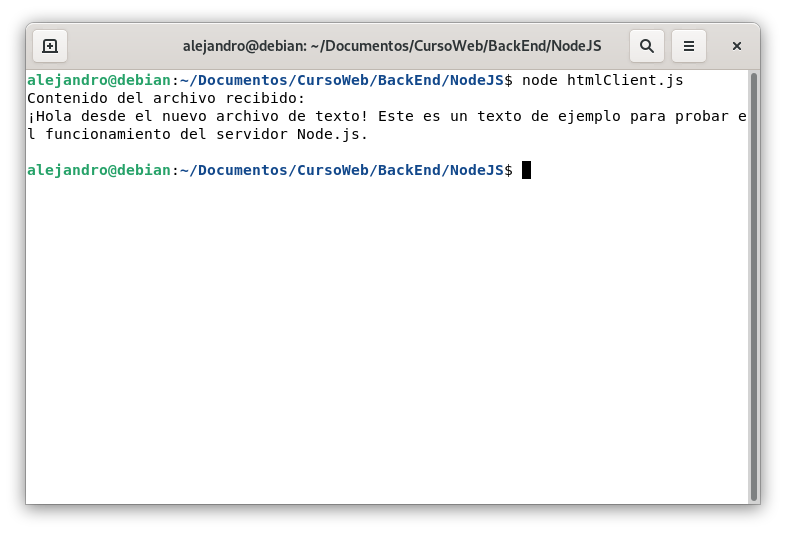 alejandro@debian: ~/Documentos/CursoWeb/BackEnd/NodeJS
alejandro@debian:~/Documentos/CursoWeb/BackEnd/NodeJS$ node htmlClient.js
Contenido del archivo recibido:
¡Hola desde el nuevo archivo de texto! Este es un texto de ejemplo para probar e
l funcionamiento del servidor Node.js.
alejandro@debian:~/Documentos/CursoWeb/BackEnd/NodeJS$